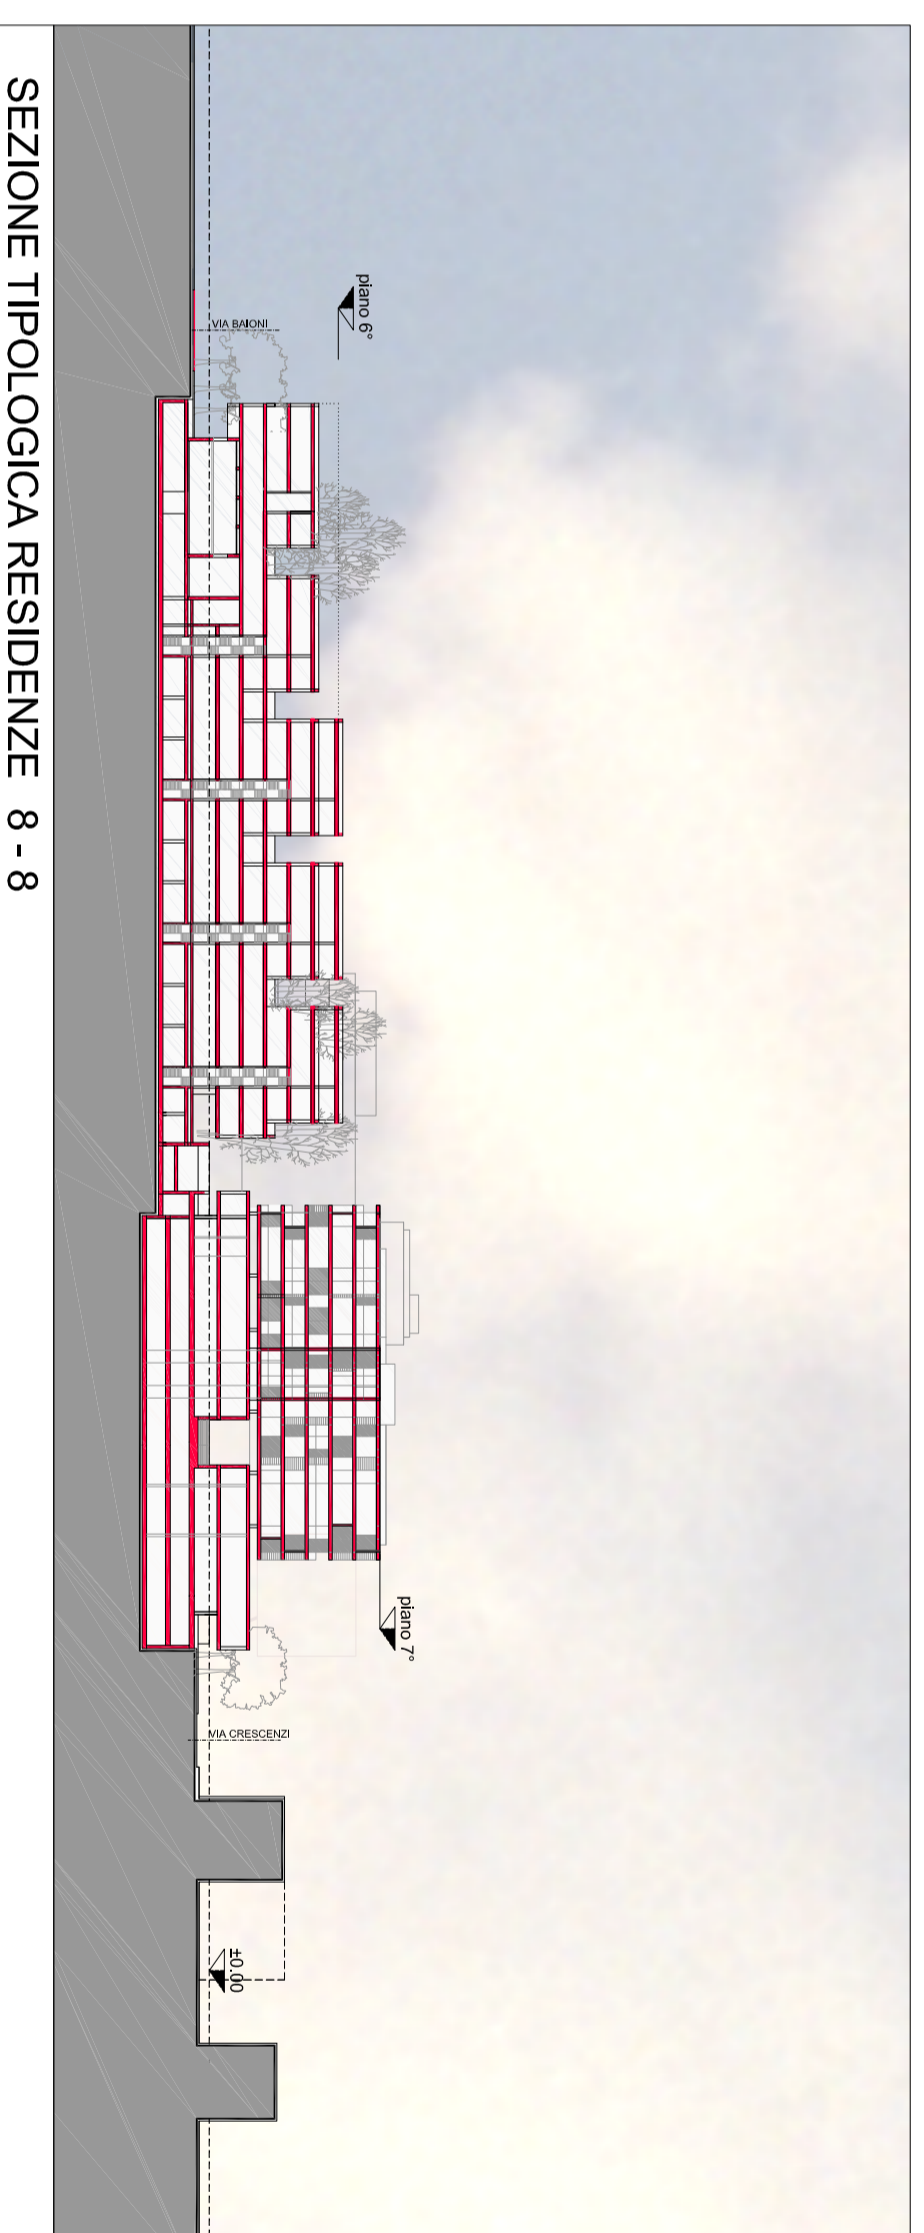 piano 6°
VIA BAIONI
piano 7°
VIA CRESCENZI
±0.00
SEZIONE TIPOLOGICA RESIDENZE 8 - 8